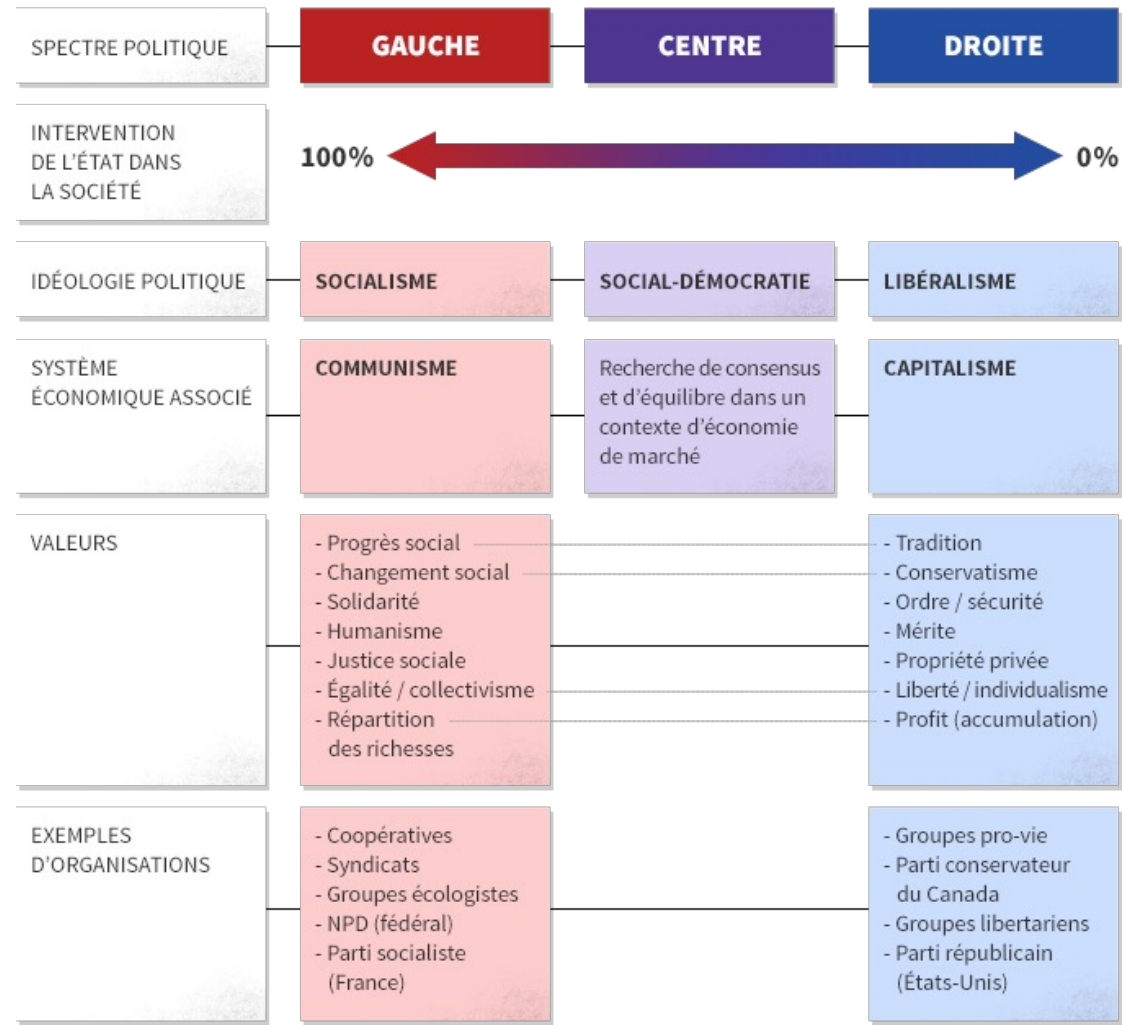 SPECTRE POLITIQUE
GAUCHE
CENTRE
DROITE
INTERVENTION
DE L'ÉTAT DANS
LA SOCIÉTÉ
100%
0%
IDÉOLOGIE POLITIQUE
SOCIALISME
SOCIAL-DÉMOCRATIE
LIBÉRALISME
SYSTÈME
ÉCONOMIQUE ASSOCIÉ
COMMUNISME
Recherche de consensus
et d'équilibre dans un
contexte d'économie
de marché
CAPITALISME
VALEURS
- Progrès social
- Changement social
- Solidarité
- Humanisme
- Justice sociale
- Égalité / collectivisme
- Répartition
des richesses
- Tradition
- Conservatisme
- Ordre / sécurité
- Mérite
- Propriété privée
- Liberté / individualisme
- Profit (accumulation)
EXEMPLES
D'ORGANISATIONS
- Coopératives
- Syndicats
- Groupes écologistes
- NPD (fédéral)
- Parti socialiste
(France)
- Groupes pro-vie
- Parti conservateur
du Canada
- Groupes libertariens
- Parti républicain
(États-Unis)